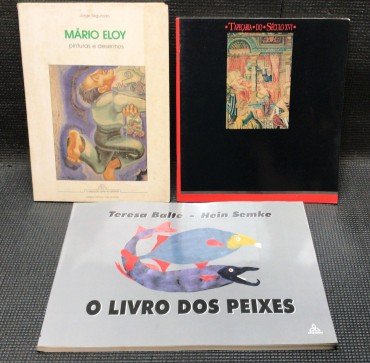 MÁRIO ELOY
pinturas e desenhos
TAPEÇARIA • DO • SÉCULO XVI
Teresa Balté - Hein Semke
O LIVRO DOS PEIXES